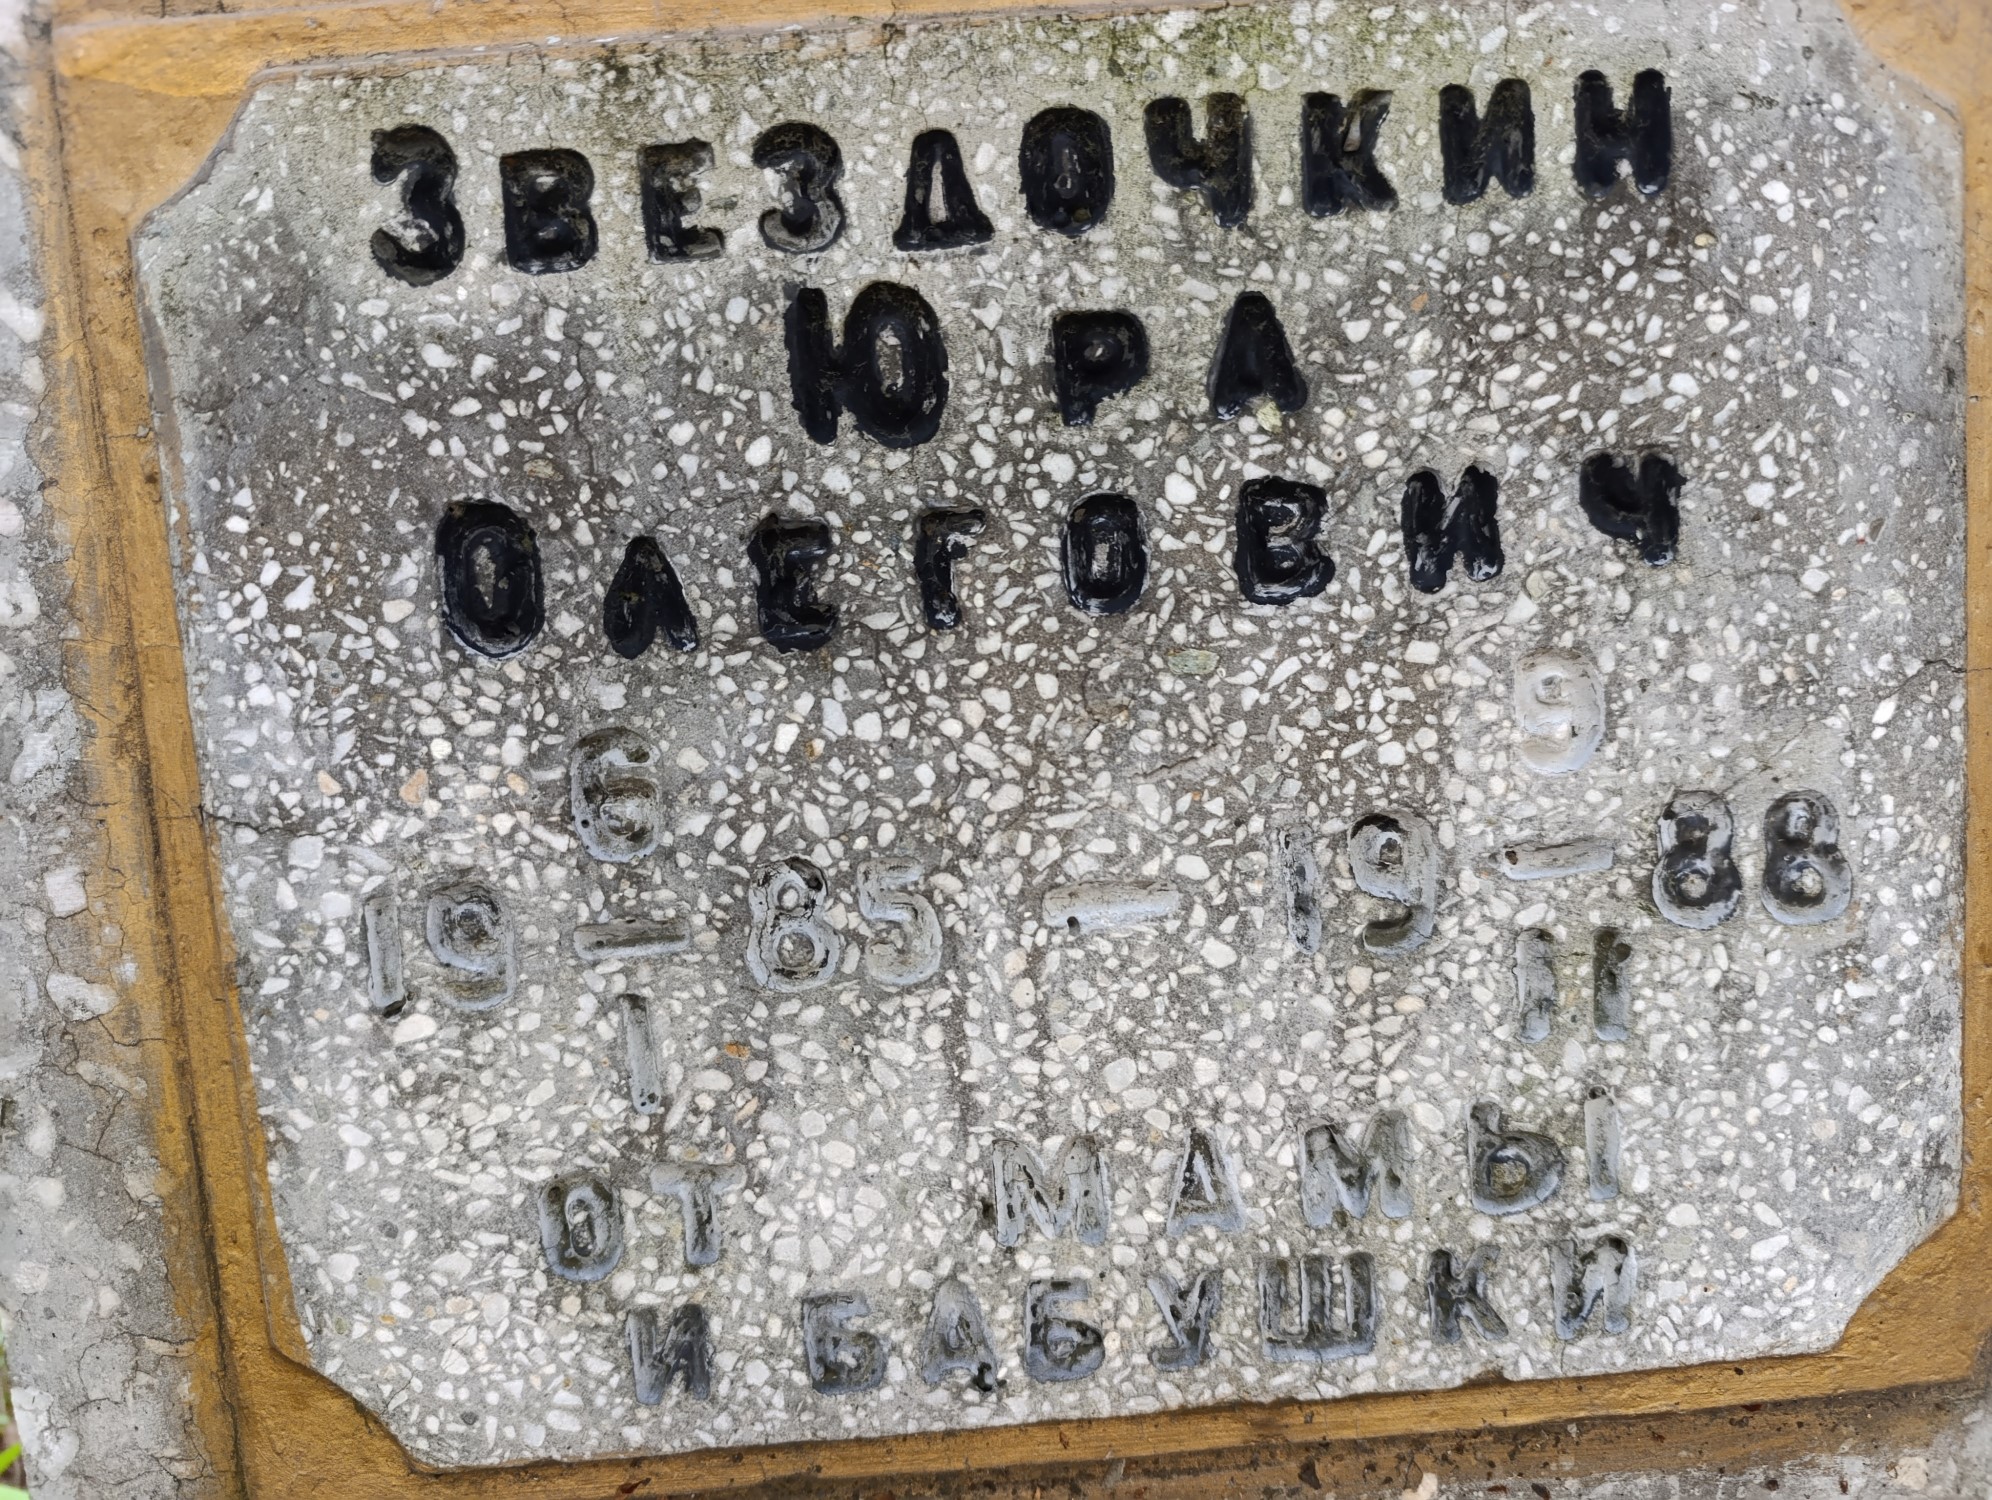 ЗВЕЗДОЧКИН
ЮРА
ОЛЕГОВИЧ
6 9
19 — 85 — 19 — 88
1 11
ОТ МАМЫ
И БАБУШКИ